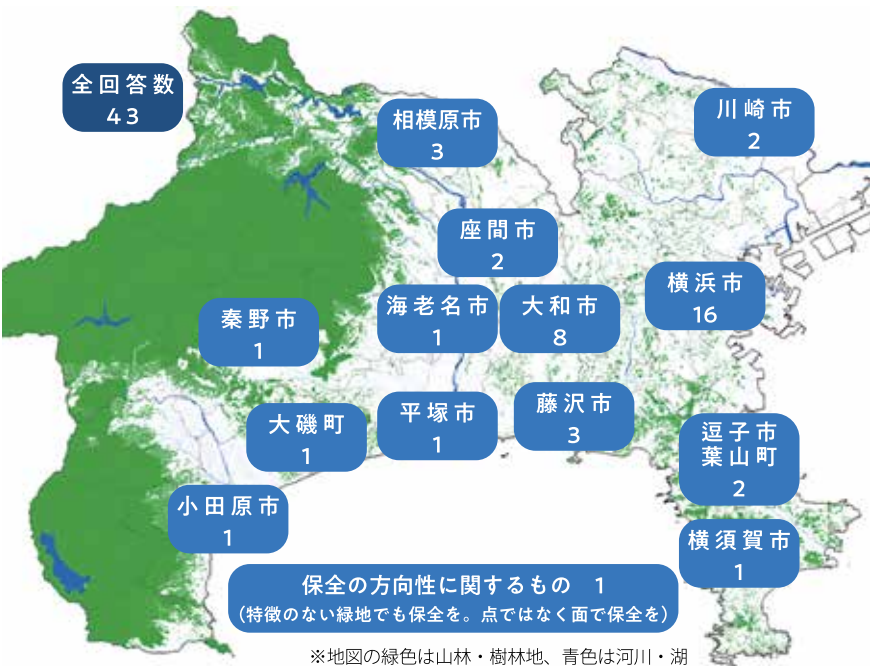 全回答数
43
相模原市
3
川崎市
2
座間市
2
横浜市
16
海老名市
1
大和市
8
秦野市
1
藤沢市
3
平塚市
1
大磯町
1
逗子市
葉山町
2
小田原市
1
横須賀市
1
保全の方向性に関するもの 1
(特徴のない緑地でも保全を。点ではなく面で保全を)
※地図の緑色は山林・樹林地、青色は河川・湖